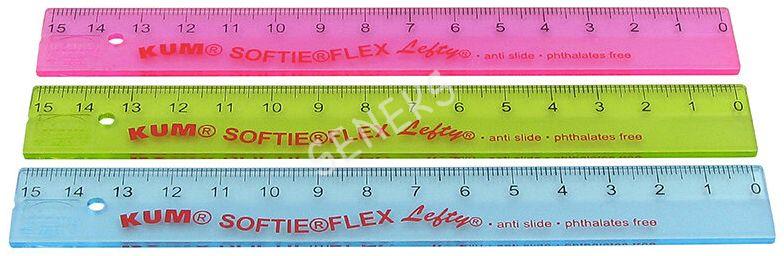 15 14 13 12 11 10 9 8 7 6 5 4 3 2 1 0
KUM® SOFTIE®FLEX Lefty® · anti slide · phthalates free
15 14 13 12 11 10 9 8 7 6 5 4 3 2 1 0
KUM® SOFTIE®FLEX Lefty® · anti slide · phthalates free
15 14 13 12 11 10 9 8 7 6 5 4 3 2 1 0
KUM® SOFTIE®FLEX Lefty® · anti slide · phthalates free
GENEKS